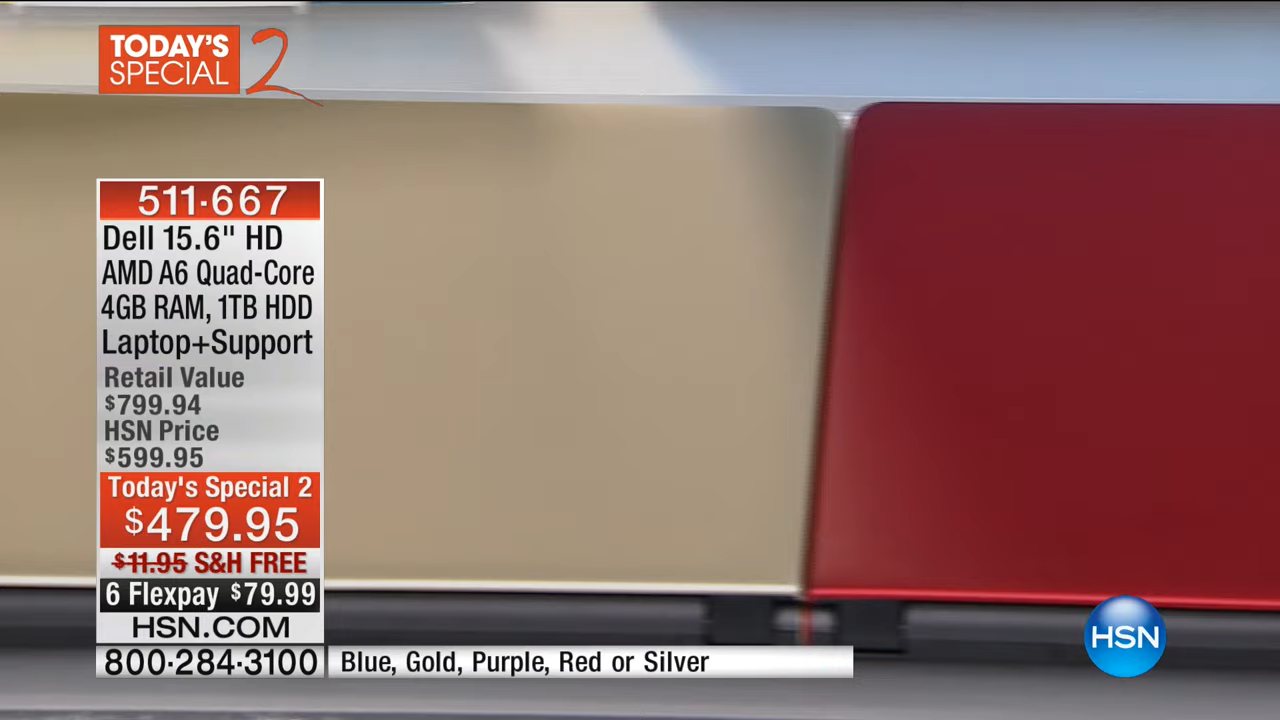 TODAY'S
SPECIAL 2
511·667
Dell 15.6" HD
AMD A6 Quad-Core
4GB RAM, 1TB HDD
Laptop+Support
Retail Value
$799.94
HSN Price
$599.95
Today's Special 2
$479.95
$11.95 S&H FREE
6 Flexpay $79.99
HSN.COM
800·284·3100
Blue, Gold, Purple, Red or Silver
HSN